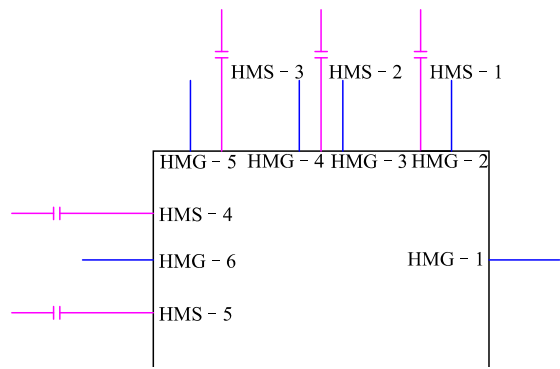 HMS - 3 HMS - 2 HMS - 1
HMG - 5 HMG - 4 HMG - 3 HMG - 2
HMS - 4
HMG - 6 HMG - 1
HMS - 5